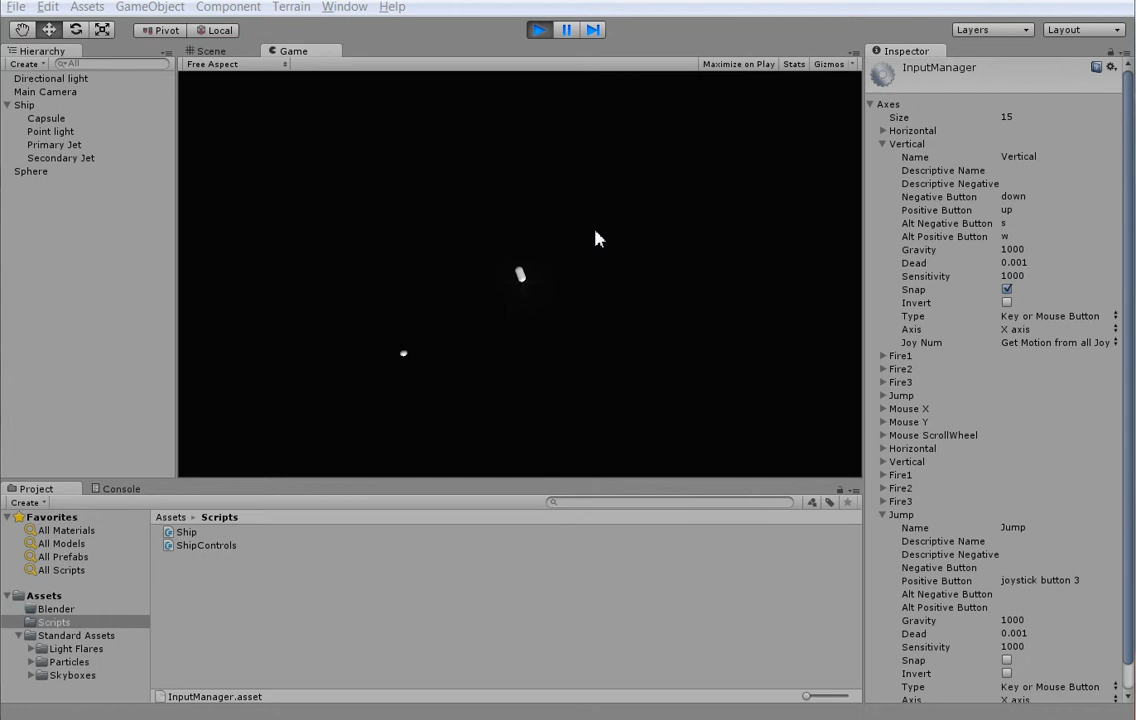 File Edit Assets GameObject Component Terrain Window Help
Pivot Local Layers Layout
Hierarchy
Create All
Directional light
Main Camera
Ship
Capsule
Point light
Primary Jet
Secondary Jet
Sphere
Scene Game
Free Aspect Maximize on Play Stats Gizmos
Inspector
InputManager
Axes
Size 15
Horizontal
Vertical
Name Vertical
Descriptive Name
Descriptive Negative
Negative Button down
Positive Button up
Alt Negative Button s
Alt Positive Button w
Gravity 1000
Dead 0.001
Sensitivity 1000
Snap
Invert
Type Key or Mouse Button
Axis X axis
Joy Num Get Motion from all Joy
Fire1
Fire2
Fire3
Jump
Mouse X
Mouse Y
Mouse ScrollWheel
Horizontal
Vertical
Fire1
Fire2
Fire3
Jump
Name Jump
Descriptive Name
Descriptive Negative
Negative Button
Positive Button joystick button 3
Alt Negative Button
Alt Positive Button
Gravity 1000
Dead 0.001
Sensitivity 1000
Snap
Invert
Type Key or Mouse Button
Axis X axis
Project Console
Create
Favorites
All Materials
All Models
All Prefabs
All Scripts
Assets
Blender
Scripts
Standard Assets
Light Flares
Particles
Skyboxes
Assets Scripts
Ship
ShipControls
InputManager.asset